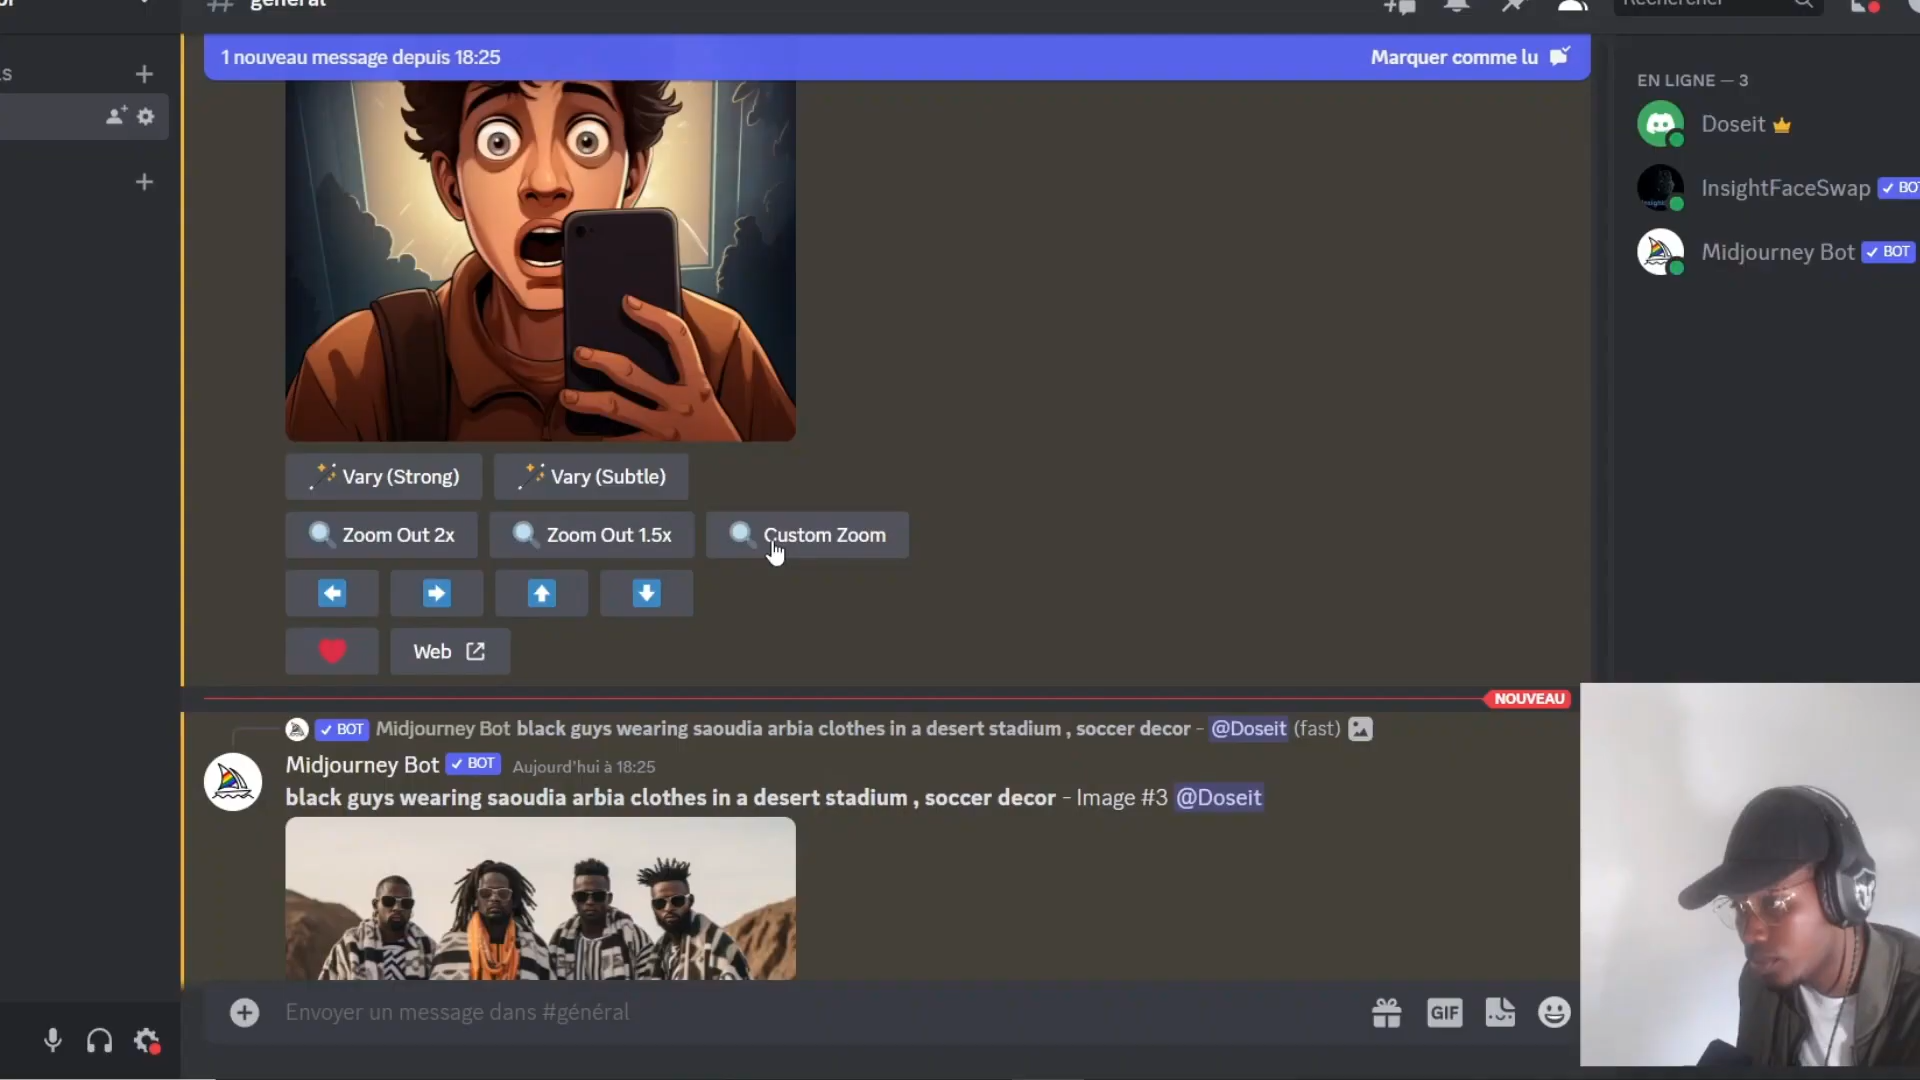 général
Rechercher
1 nouveau message depuis 18:25
Marquer comme lu
s
EN LIGNE — 3
Doseit
InsightFaceSwap ✓ BOT
Midjourney Bot ✓ BOT
Vary (Strong)
Vary (Subtle)
Zoom Out 2x
Zoom Out 1.5x
Custom Zoom
Web
NOUVEAU
✓ BOT Midjourney Bot black guys wearing saoudia arbia clothes in a desert stadium , soccer decor - @Doseit (fast)
Midjourney Bot ✓ BOT Aujourd'hui à 18:25
black guys wearing saoudia arbia clothes in a desert stadium , soccer decor - Image #3 @Doseit
Envoyer un message dans #général
GIF